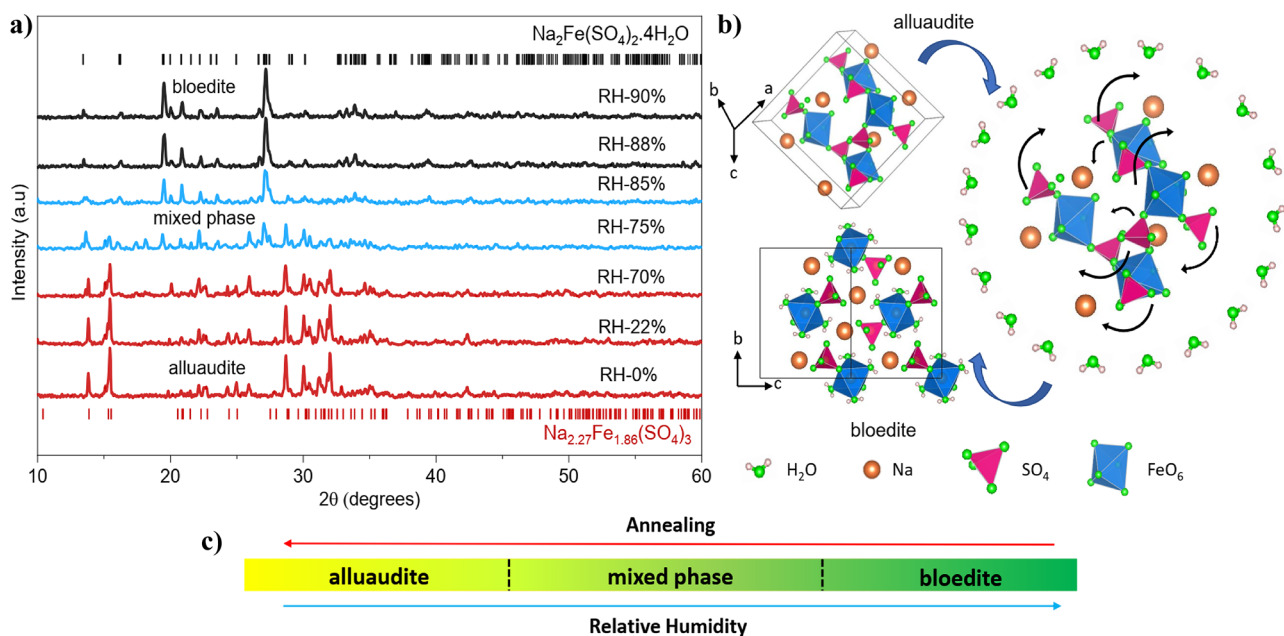 a)
Na2Fe(SO4)2.4H2O
bloedite
RH-90%
RH-88%
RH-85%
mixed phase
RH-75%
RH-70%
RH-22%
alluaudite
RH-0%
Na2.27Fe1.86(SO4)3
Intensity (a.u)
10
20
30
40
50
60
2θ (degrees)
b)
alluaudite
b
a
c
b
c
bloedite
H2O
Na
SO4
FeO6
c)
Annealing
alluaudite
mixed phase
bloedite
Relative Humidity